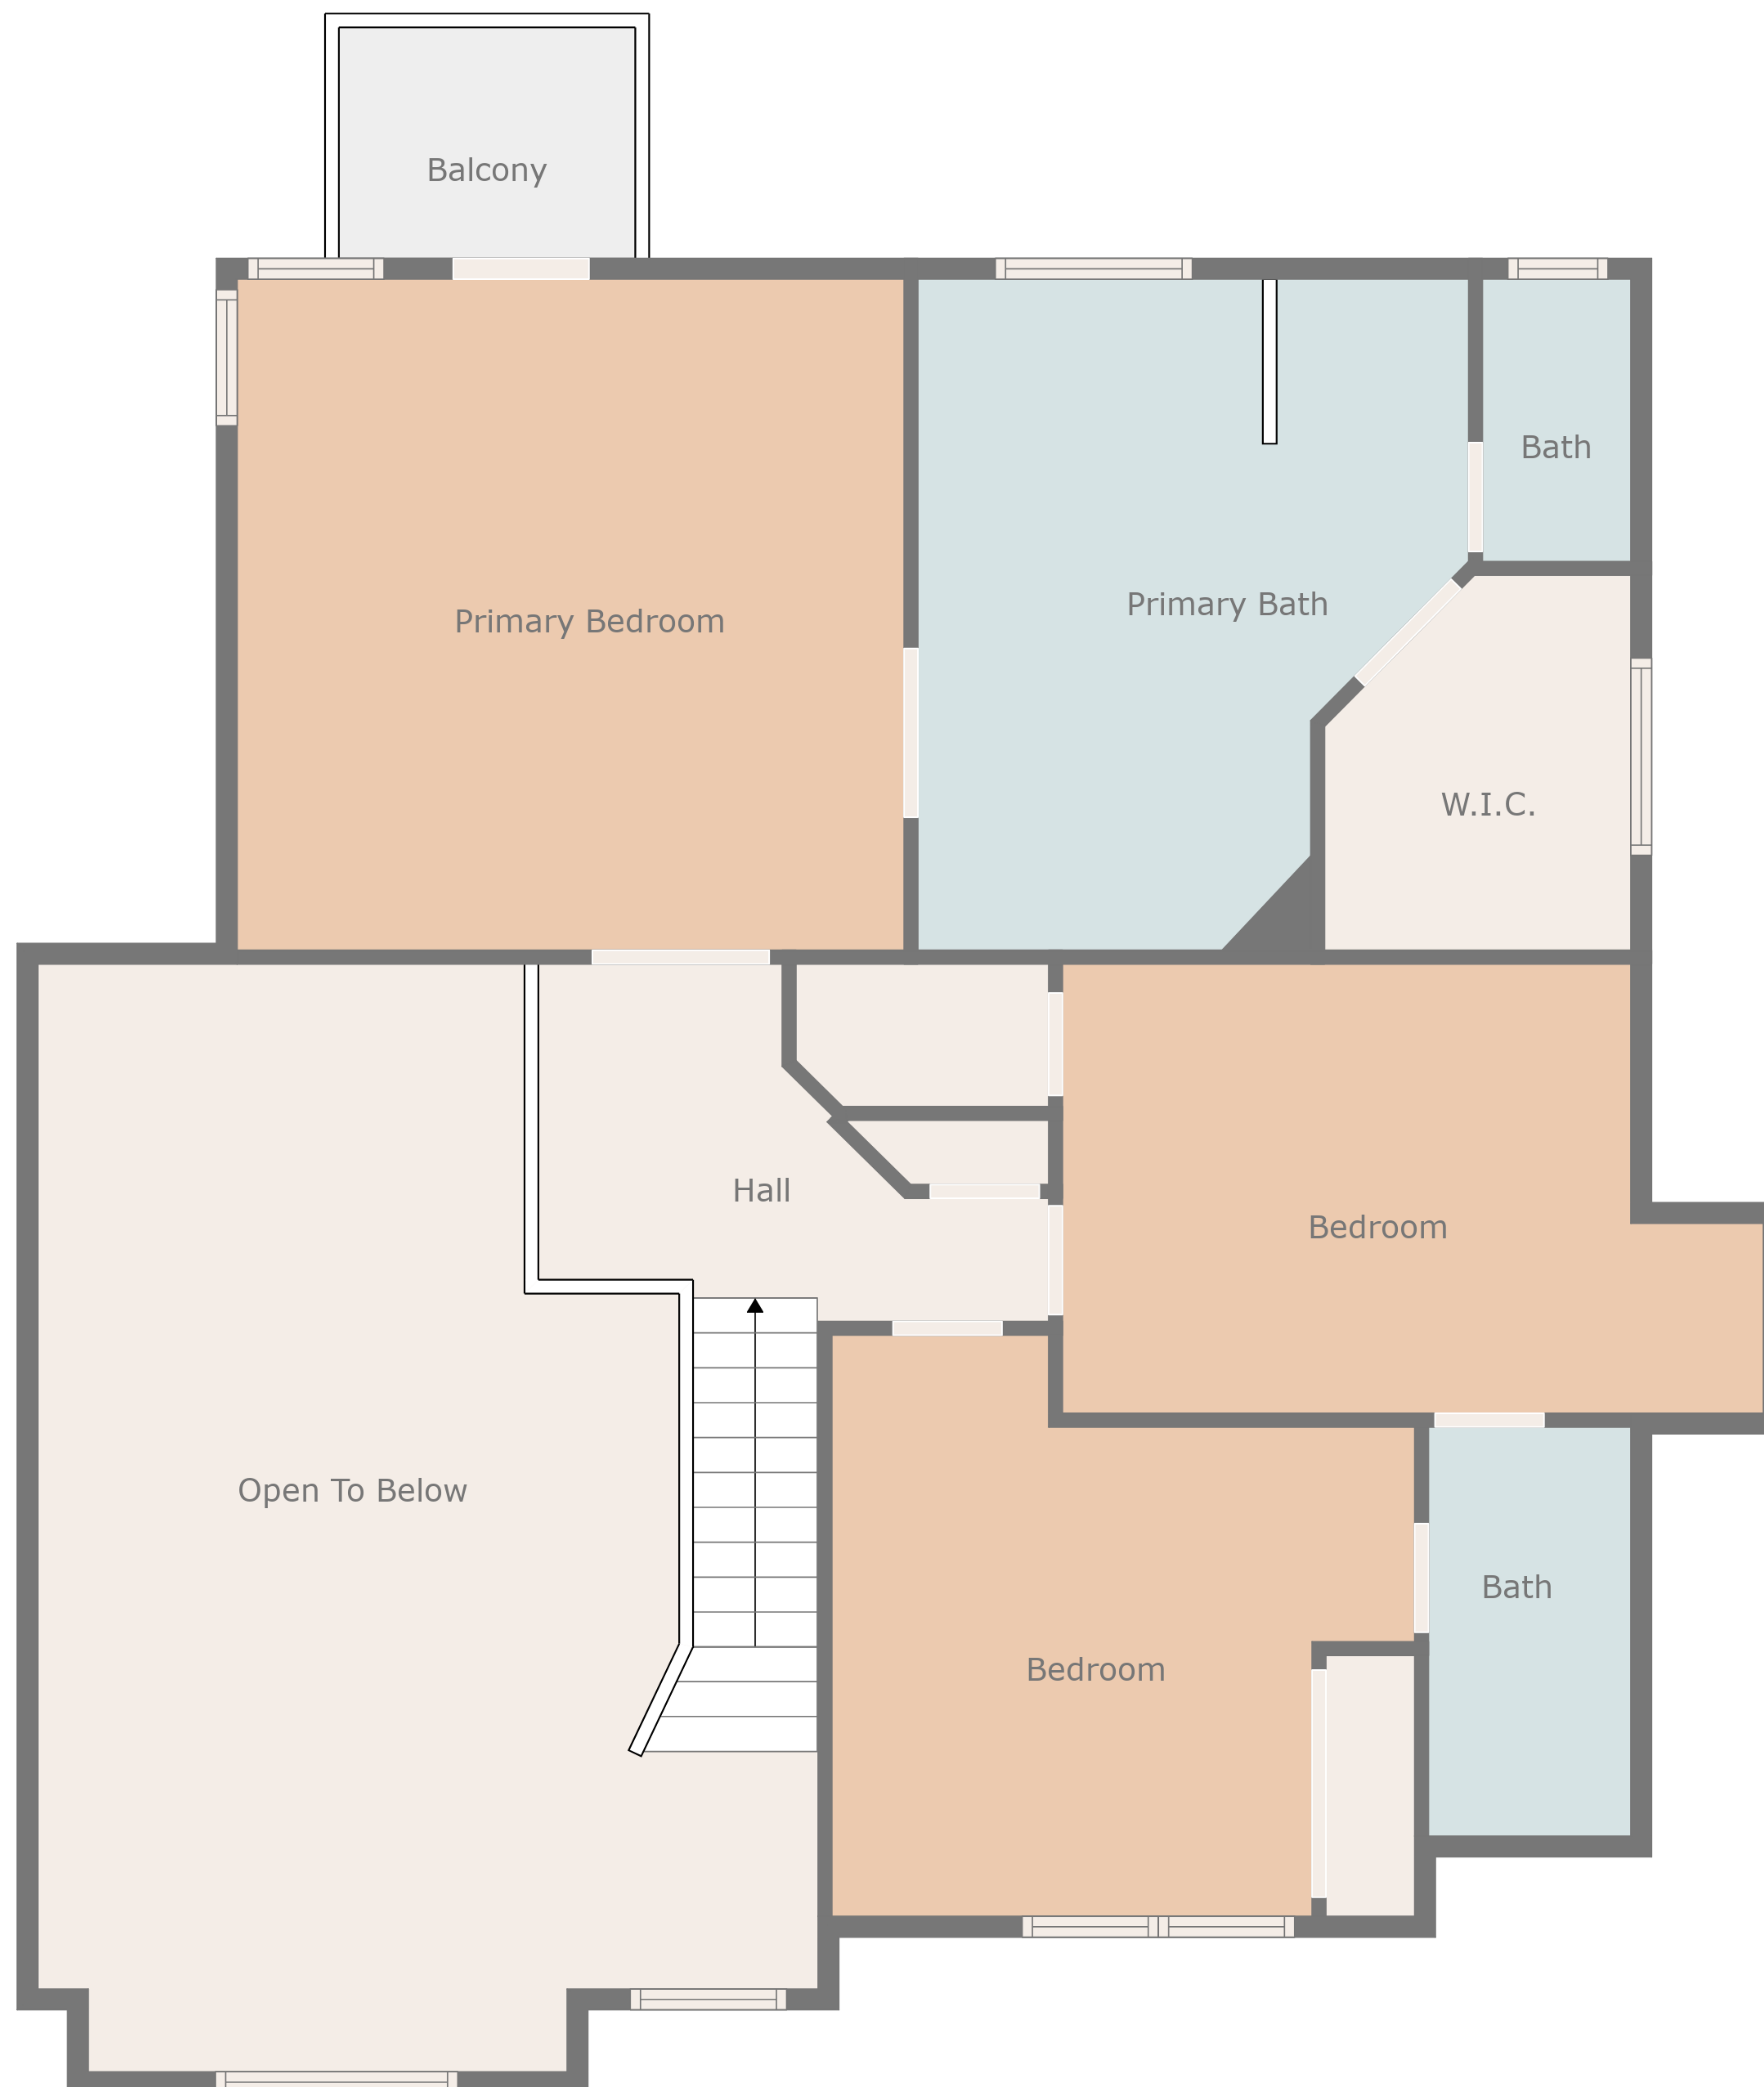 Balcony
Bath
Primary Bath
Primary Bedroom
W.I.C.
Hall
Bedroom
Open To Below
Bath
Bedroom